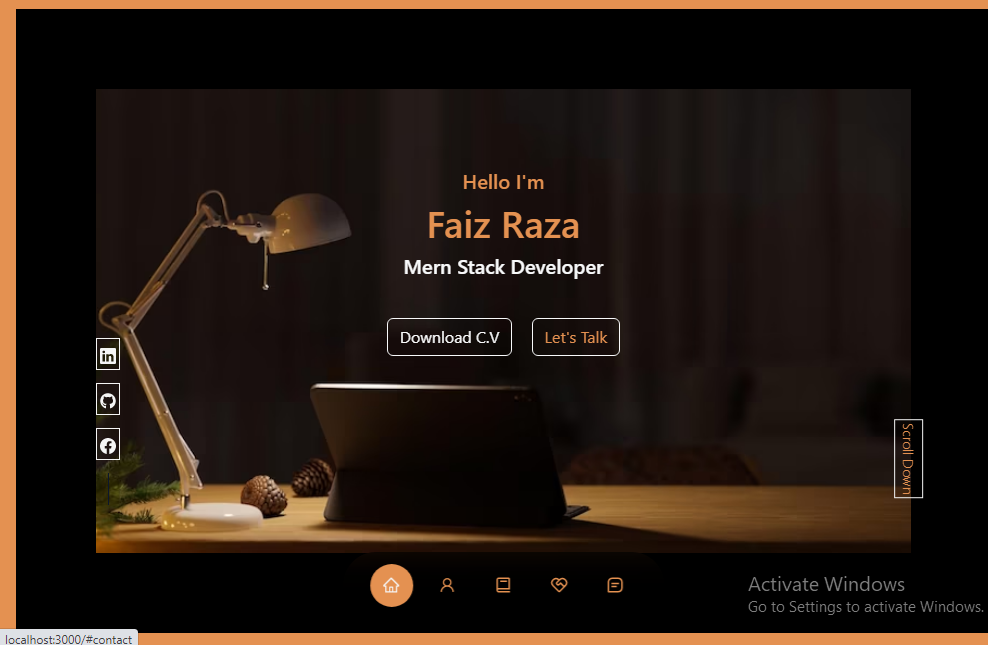 Hello I'm
Faiz Raza
Mern Stack Developer
Download C.V
Let's Talk
in
Scroll Down
Activate Windows
Go to Settings to activate Windows.
localhost:3000/#contact